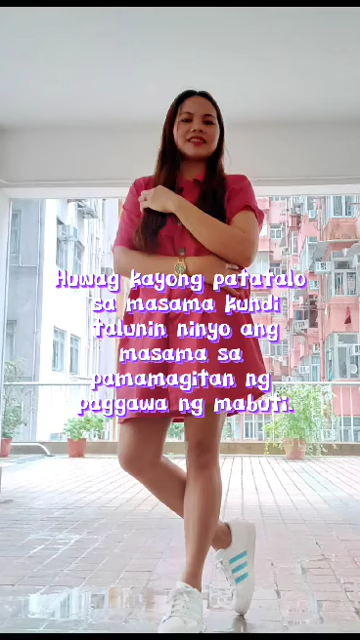 Huwag kayong patatalo
sa masama kundi
talunin ninyo ang
masama sa
pamamagitan ng
paggawa ng mabuti.